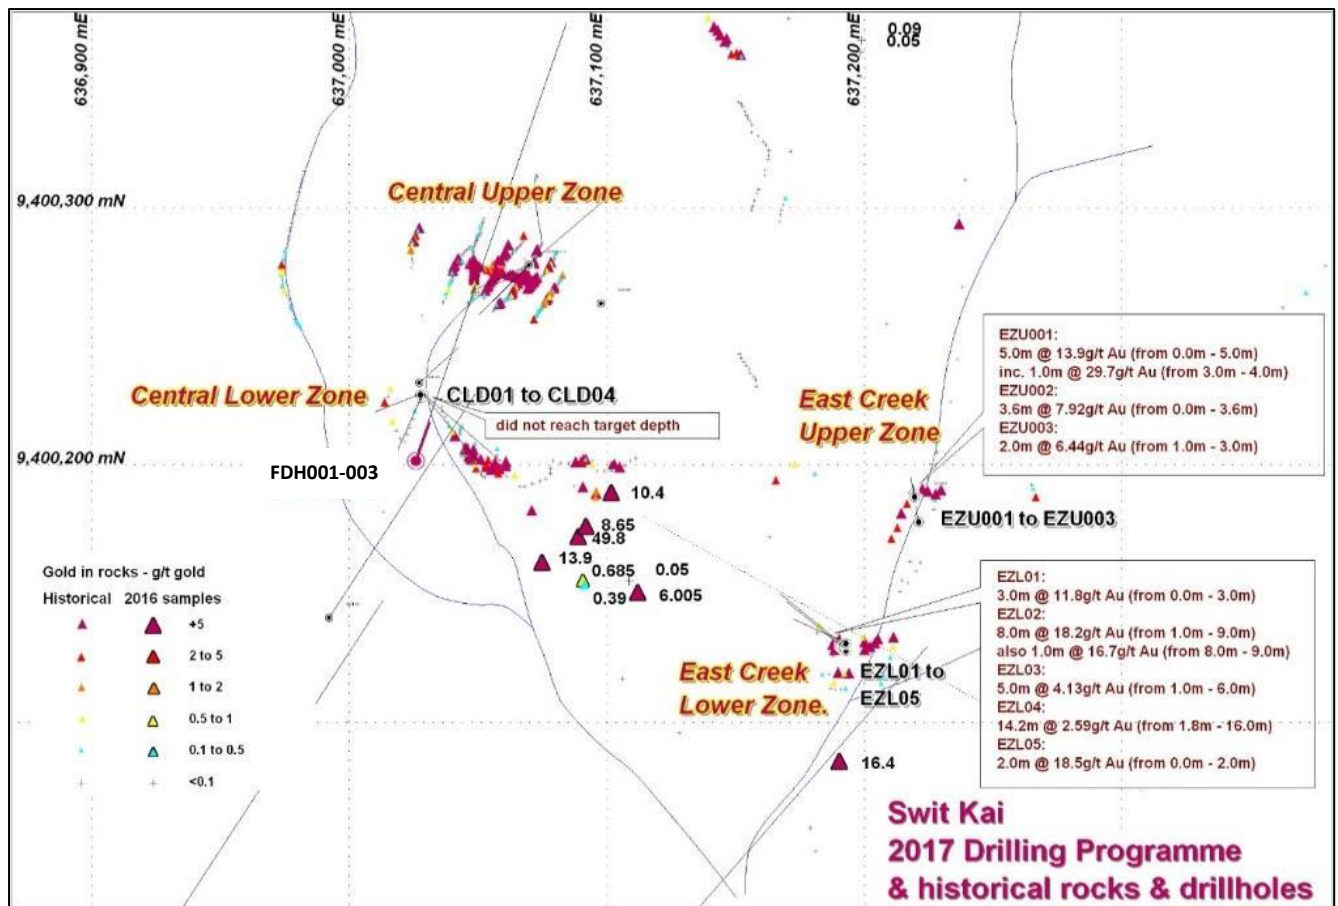 636,900 mE
637,000 mE
637,100 mE
637,200 mE
0.09
0.05
Central Upper Zone
9,400,300 mN
EZU001:
5.0m @ 13.9g/t Au (from 0.0m - 5.0m)
inc. 1.0m @ 29.7g/t Au (from 3.0m - 4.0m)
EZU002:
3.6m @ 7.92g/t Au (from 0.0m - 3.6m)
EZU003:
2.0m @ 6.44g/t Au (from 1.0m - 3.0m)
Central Lower Zone
CLD01 to CLD04
did not reach target depth
East Creek
Upper Zone
9,400,200 mN
FDH001-003
10.4
EZU001 to EZU003
8.65
49.8
13.9
0.685
0.05
0.39
6.005
Gold in rocks - g/t gold
Historical 2016 samples
+5
2 to 5
1 to 2
0.5 to 1
0.1 to 0.5
<0.1
EZL01:
3.0m @ 11.8g/t Au (from 0.0m - 3.0m)
EZL02:
8.0m @ 18.2g/t Au (from 1.0m - 9.0m)
also 1.0m @ 16.7g/t Au (from 8.0m - 9.0m)
EZL03:
5.0m @ 4.13g/t Au (from 1.0m - 6.0m)
EZL04:
14.2m @ 2.59g/t Au (from 1.8m - 16.0m)
EZL05:
2.0m @ 18.5g/t Au (from 0.0m - 2.0m)
East Creek
Lower Zone.
EZL01 to
EZL05
16.4
Swit Kai
2017 Drilling Programme
& historical rocks & drillholes